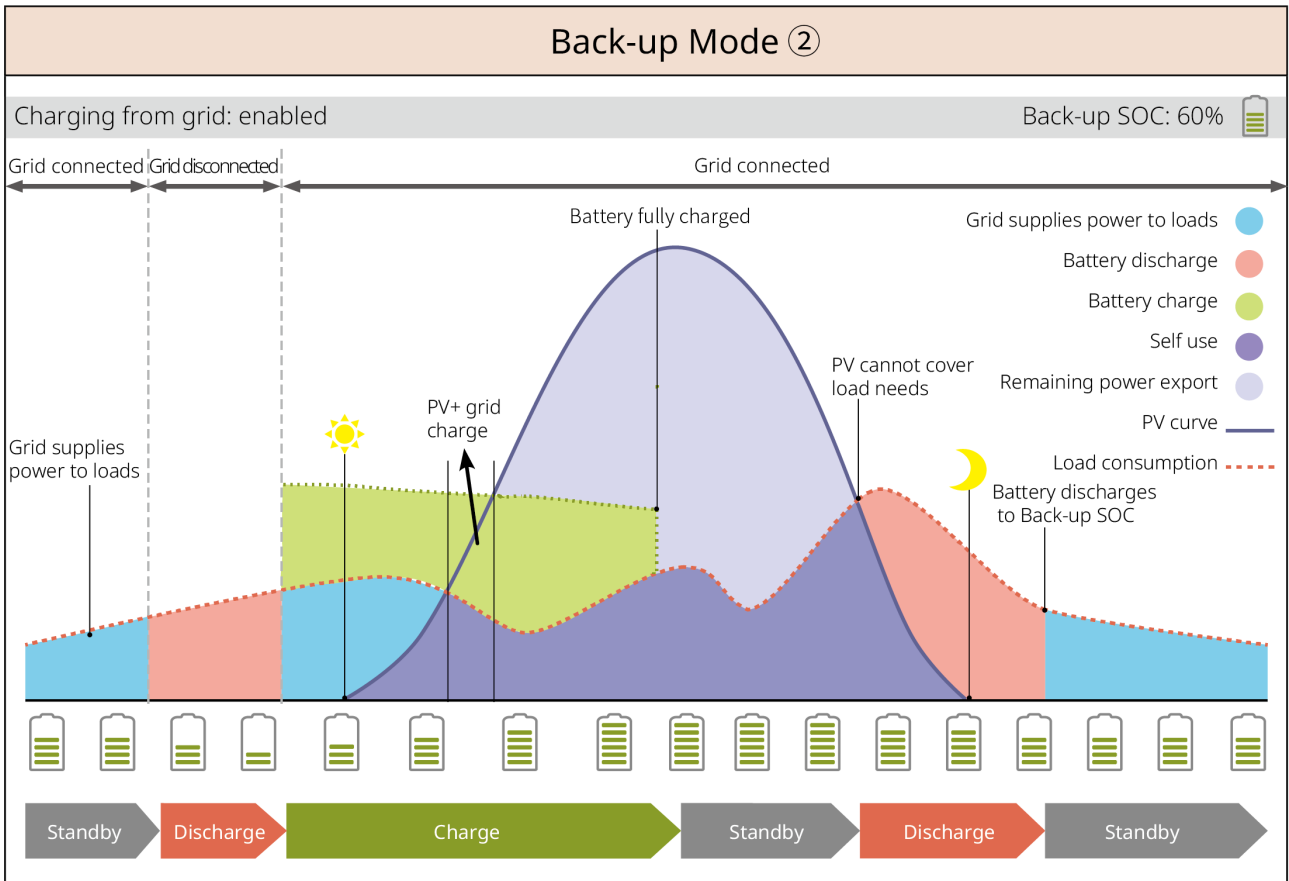 Back-up Mode ②
Charging from grid: enabled
Back-up SOC: 60%
Grid connected
Grid disconnected
Grid connected
Battery fully charged
Grid supplies power to loads
Battery discharge
Battery charge
Self use
Remaining power export
PV curve
Load consumption
PV cannot cover
load needs
PV+ grid
charge
Grid supplies
power to loads
Battery discharges
to Back-up SOC
Standby
Discharge
Charge
Standby
Discharge
Standby